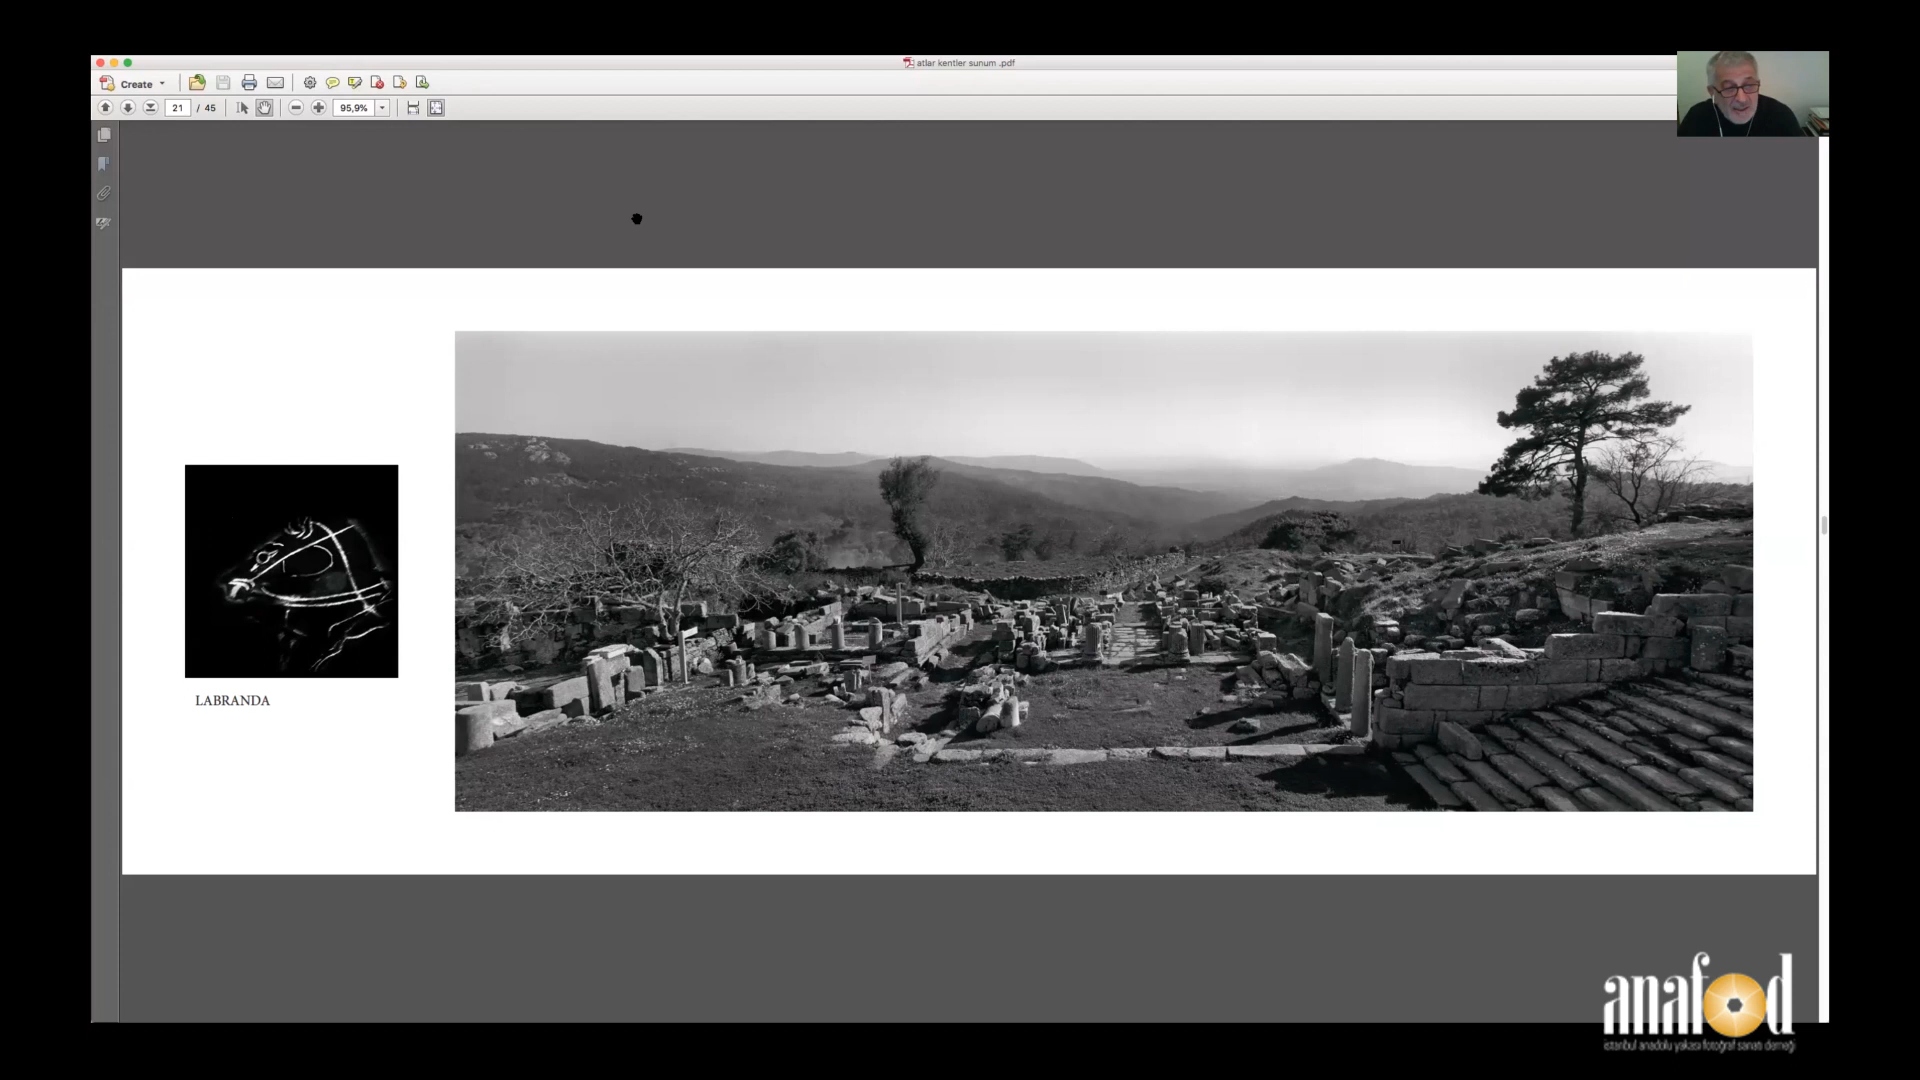 atlar kentler sunum .pdf
Create
21 / 45
95,9%
LABRANDA
anafod
istanbul anadolu yakası fotoğraf sanatı derneği